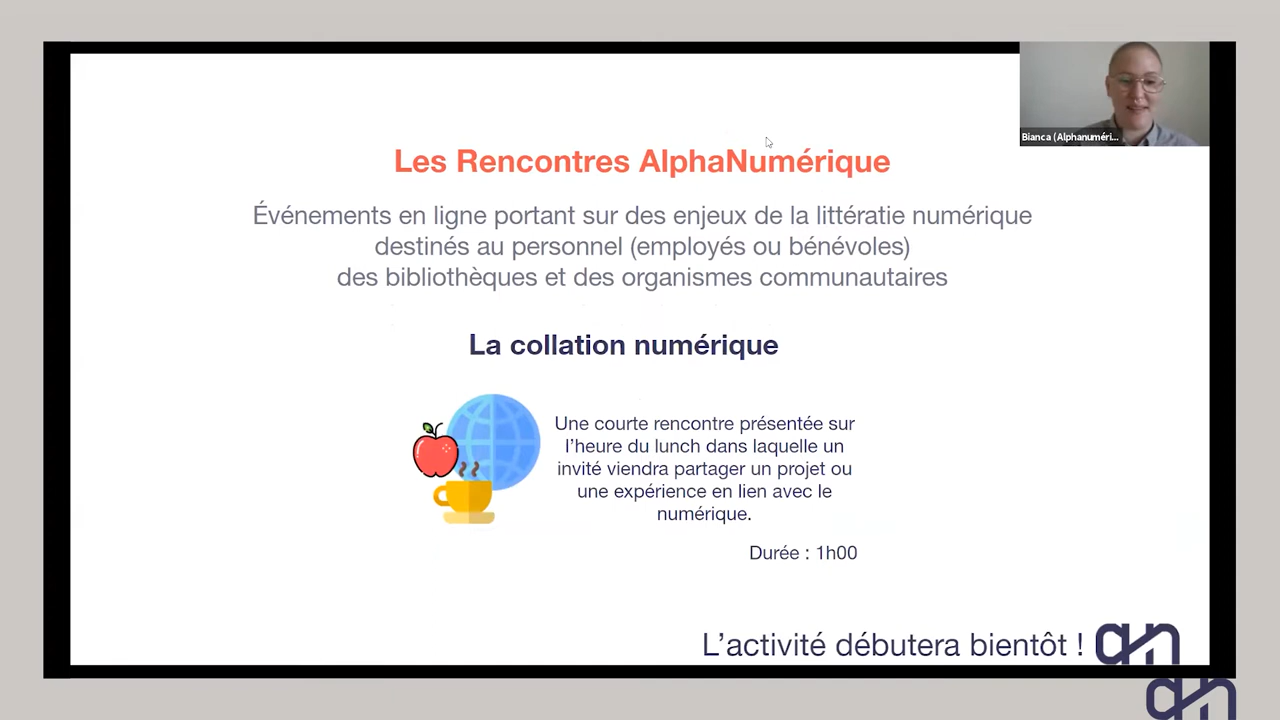 Bianca (Alphanuméri...
Les Rencontres AlphaNumérique
Événements en ligne portant sur des enjeux de la littératie numérique
destinés au personnel (employés ou bénévoles)
des bibliothèques et des organismes communautaires
La collation numérique
Une courte rencontre présentée sur
l'heure du lunch dans laquelle un
invité viendra partager un projet ou
une expérience en lien avec le
numérique.
Durée : 1h00
L'activité débutera bientôt !
an
an